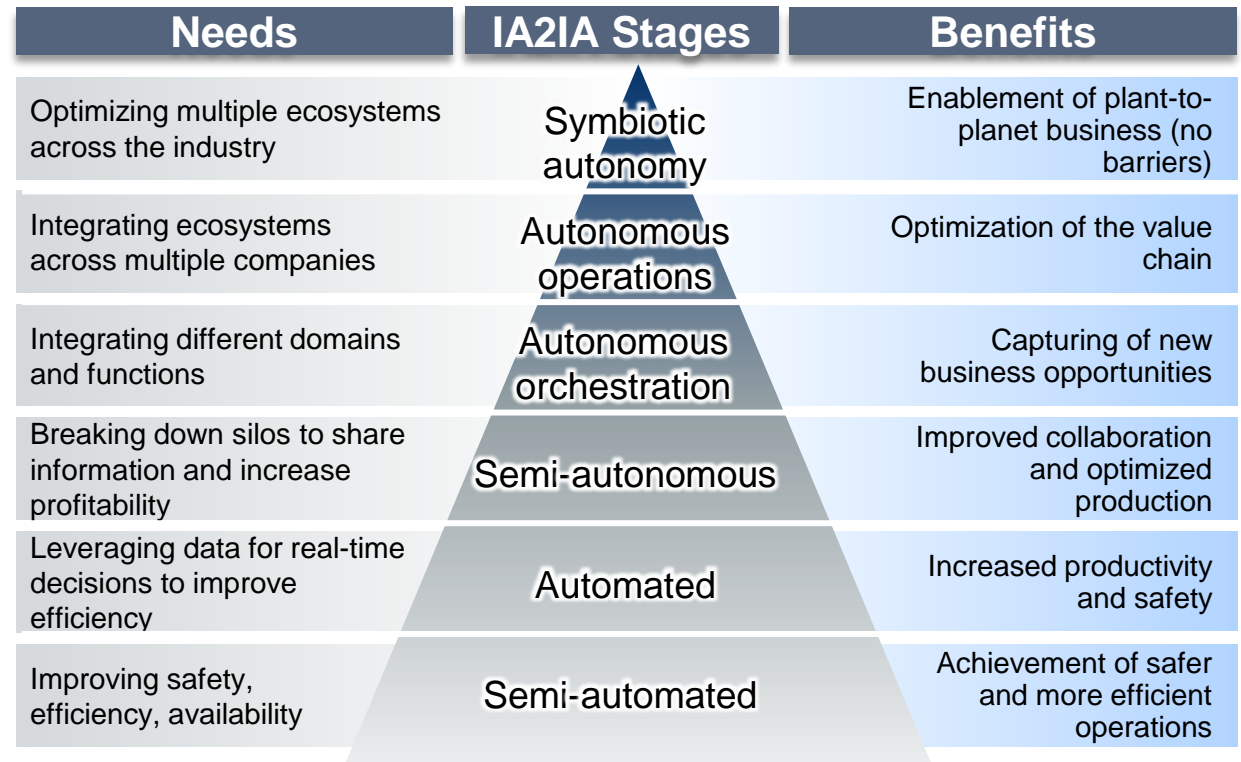 Needs
IA2IA Stages
Benefits
Optimizing multiple ecosystems
across the industry
Symbiotic
autonomy
Enablement of plant-to-
planet business (no
barriers)
Integrating ecosystems
across multiple companies
Autonomous
operations
Optimization of the value
chain
Integrating different domains
and functions
Autonomous
orchestration
Capturing of new
business opportunities
Breaking down silos to share
information and increase
profitability
Semi-autonomous
Improved collaboration
and optimized
production
Leveraging data for real-time
decisions to improve
efficiency
Automated
Increased productivity
and safety
Improving safety,
efficiency, availability
Semi-automated
Achievement of safer
and more efficient
operations